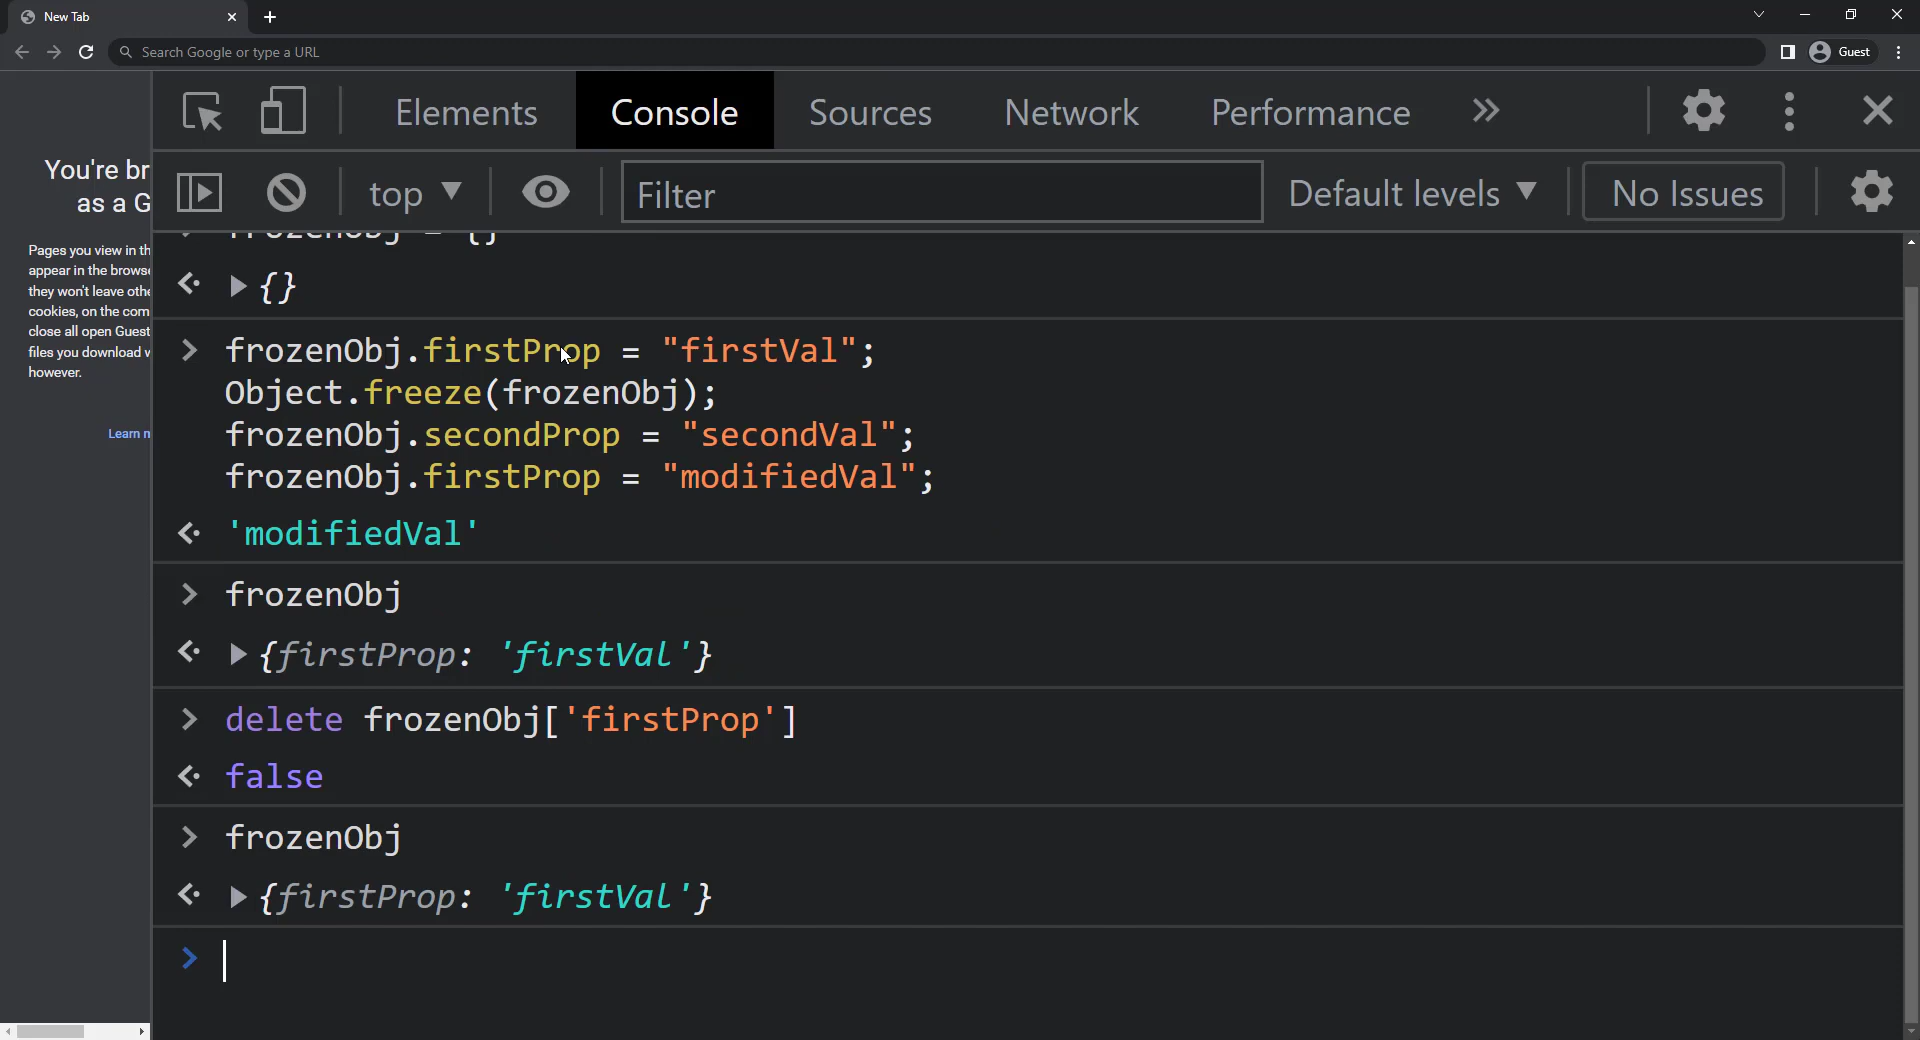 New Tab
Search Google or type a URL
Guest
Elements
Console
Sources
Network
Performance
top
Filter
Default levels
No Issues
You're br
as a G
Pages you view in th
appear in the browse
they won't leave othe
cookies, on the com
close all open Guest
files you download w
however.
Learn m
frozenObj = {}
{}
frozenObj.firstProp = "firstVal";
Object.freeze(frozenObj);
frozenObj.secondProp = "secondVal";
frozenObj.firstProp = "modifiedVal";
'modifiedVal'
frozenObj
{firstProp: 'firstVal'}
delete frozenObj['firstProp']
false
frozenObj
{firstProp: 'firstVal'}